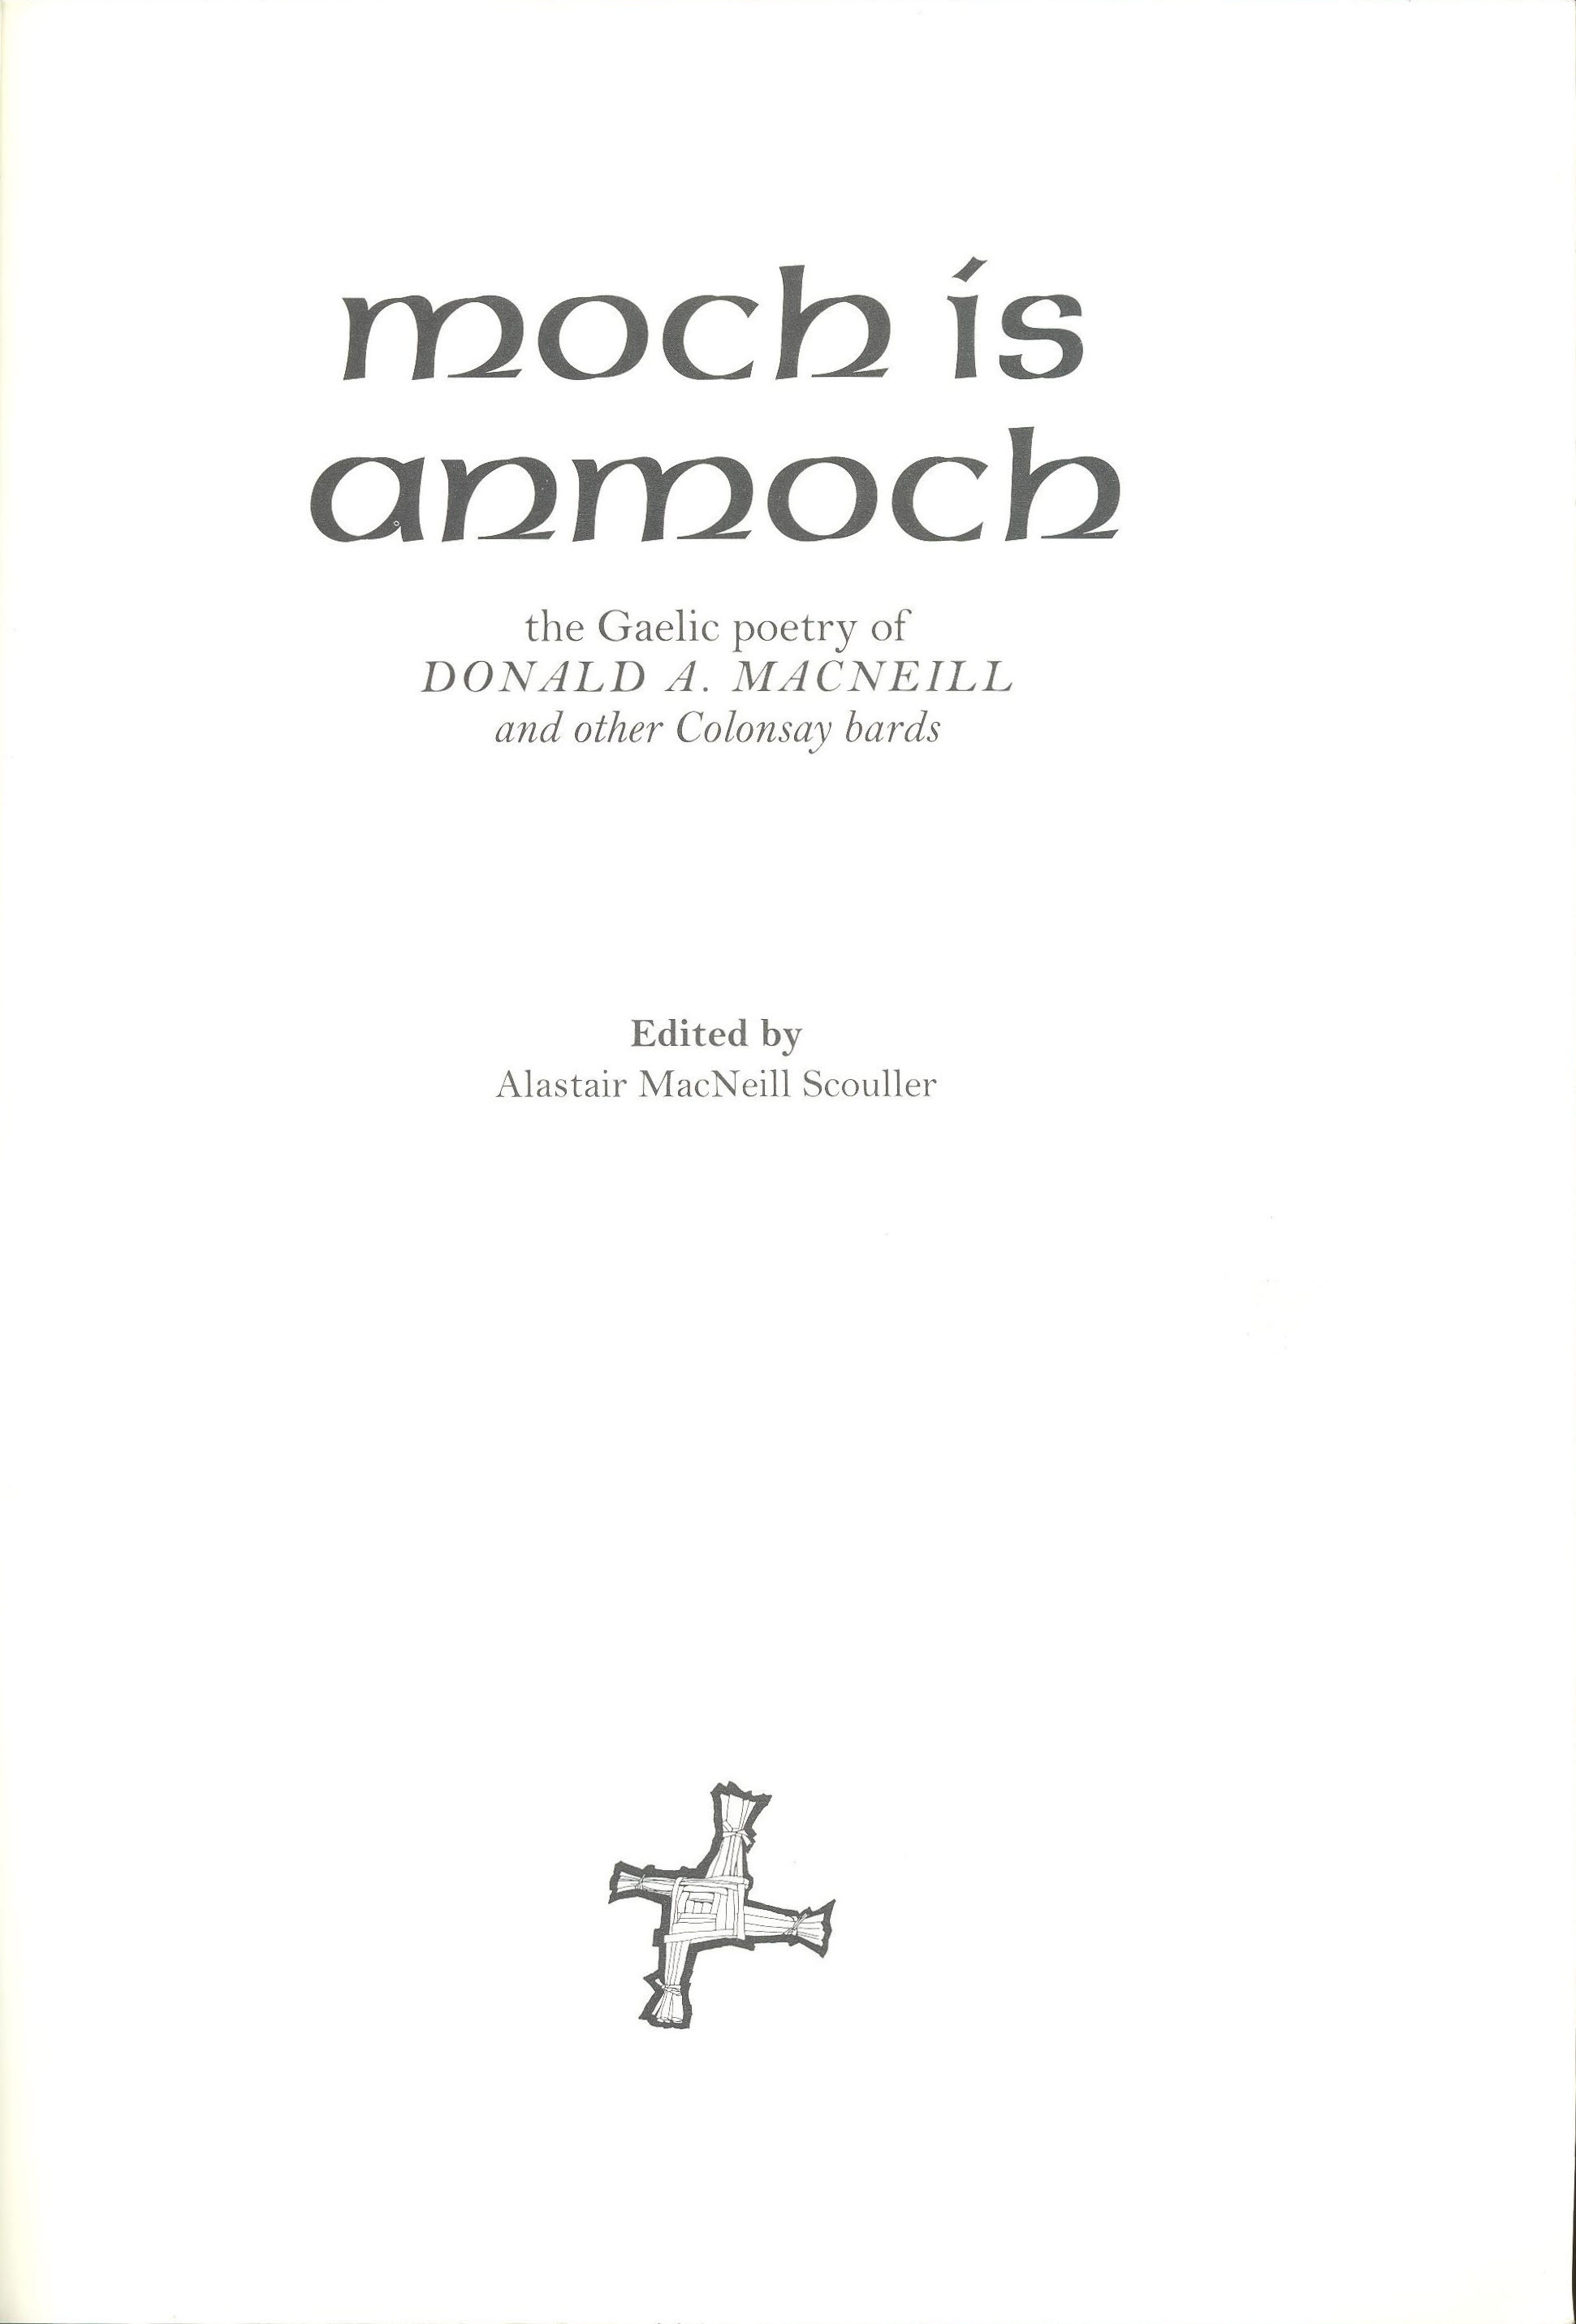 moch is
anmoch
the Gaelic poetry of
DONALD A. MACNEILL
and other Colonsay bards
Edited by
Alastair MacNeill Scouller